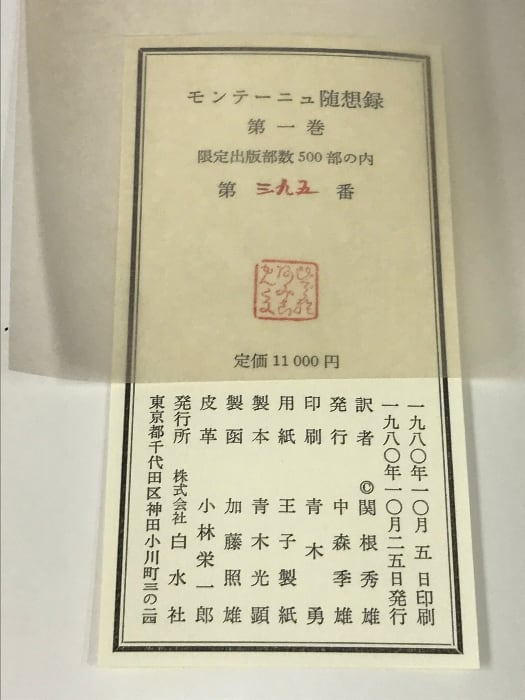 モンテーニュ随想録
第一巻
限定出版部数500部の内
第 三九五 番
定価11000円
一九八〇年一〇月五日印刷
一九八〇年一〇月二五日発行
訳者 ©関根秀雄
発行 中森季雄
印刷 青木勇
用紙 王子製紙
製本 青木光顕
製函 加藤照雄
皮革 小林栄一郎
発行所 株式会社白水社
東京都千代田区神田小川町三の二四